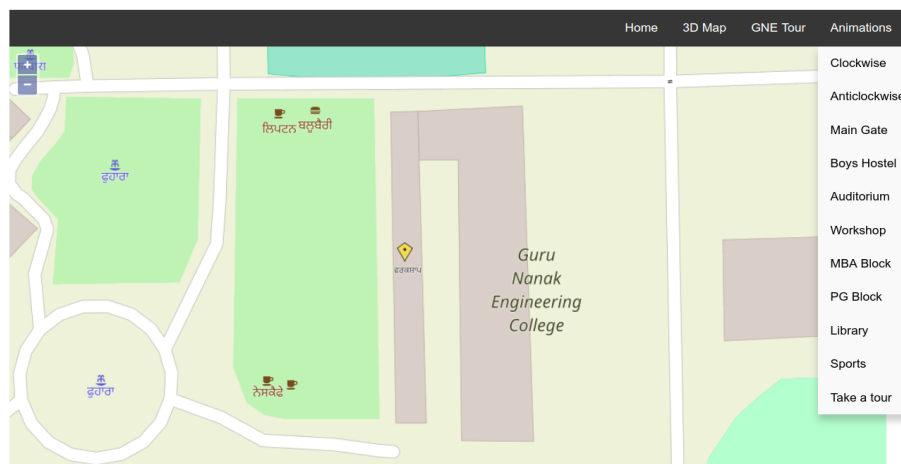 Home 3D Map GNE Tour Animations
Clockwise
Anticlockwise
Main Gate
Boys Hostel
Auditorium
Workshop
MBA Block
PG Block
Library
Sports
Take a tour
+
−
ਲਿਪਟਨ ਬਲੂਬੈਰੀ
ਫੁਹਾਰਾ
ਵਰਕਸ਼ਾਪ
Guru
Nanak
Engineering
College
ਨੇਸਕੈਫੇ
ਫੁਹਾਰਾ